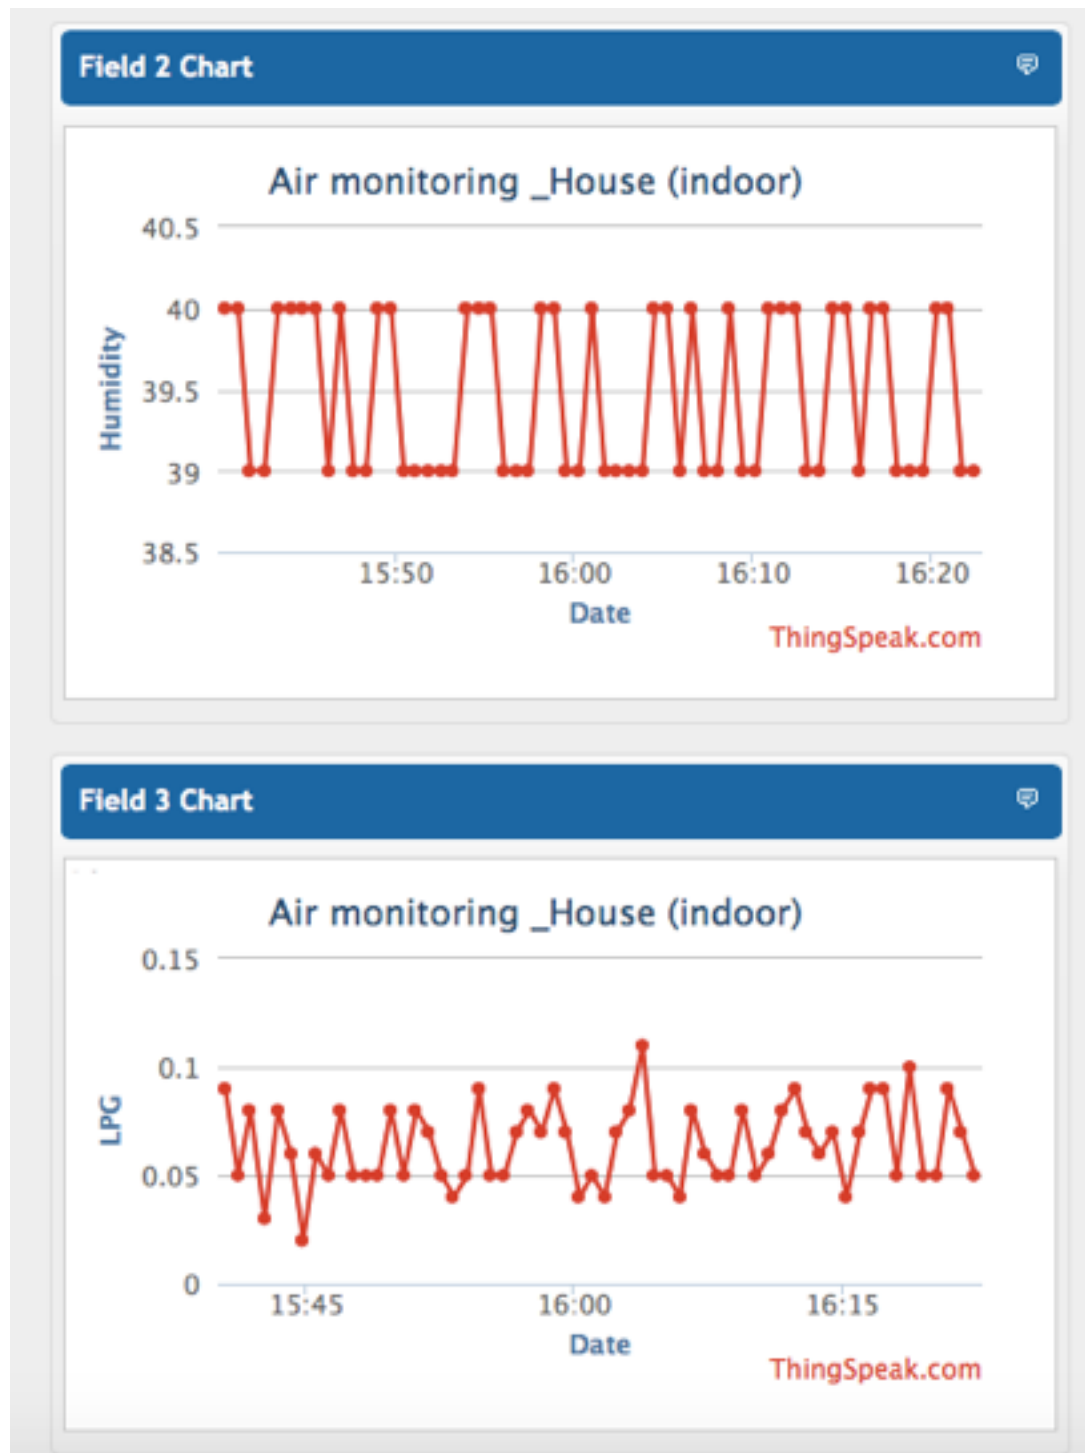 Field 2 Chart
Air monitoring _House (indoor)
40.5
40
39.5
39
38.5
Humidity
15:50 16:00 16:10 16:20
Date
ThingSpeak.com
Field 3 Chart
Air monitoring _House (indoor)
0.15
0.1
0.05
0
LPG
15:45 16:00 16:15
Date
ThingSpeak.com